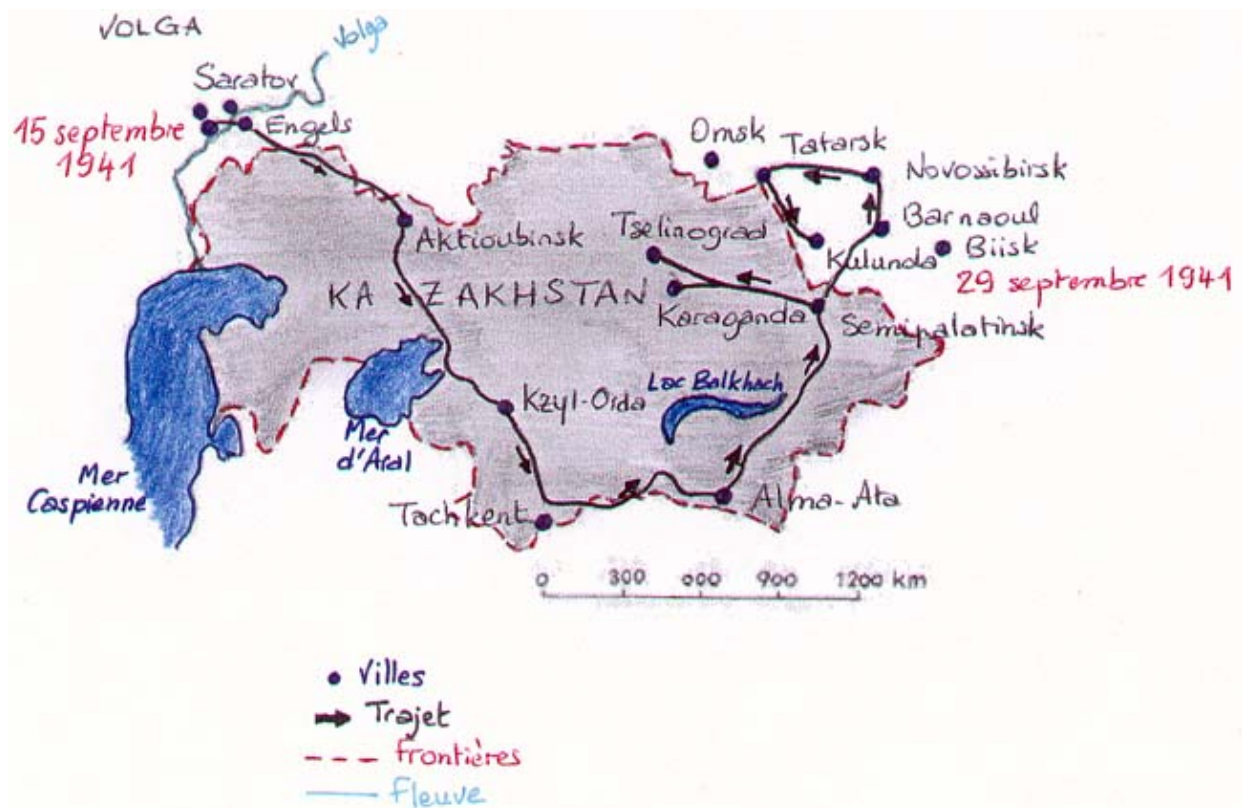 VOLGA
Volga
Saratov
15 septembre
1941
Engels
Omsk
Tatarsk
Novossibirsk
Barnaoul
Biisk
Kulunda
29 septembre 1941
Aktioubinsk
Tselinograd
KAZAKHSTAN
Karaganda
Semipalatinsk
Lac Balkhach
Kzyl-Orda
Mer
d'Aral
Mer
Caspienne
Tachkent
Alma-Ata
0 300 600 900 1200 km
Villes
Trajet
frontières
Fleuve